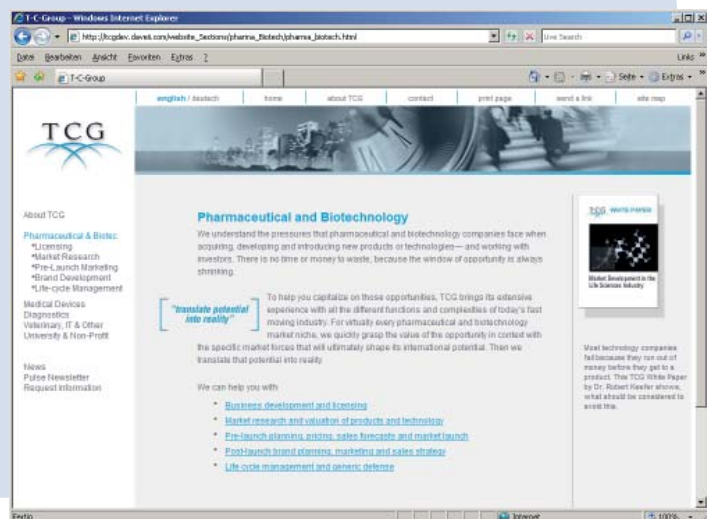 T-C-Group - Windows Internet Explorer
Live Search
Datei Bearbeiten Ansicht Favoriten Extras ?
Links
T-C-Group
Seite Extras
english / deutsch home about TCG contact print page send a link site map
TCG
About TCG
Pharmaceutical & Biotec
*Licensing
*Market Research
*Pre-Launch Marketing
*Brand Development
*Life-cycle Management
Medical Devices
Diagnostics
Veterinary, IT & Other
University & Non-Profit
News
Pulse Newsletter
Request Information
Pharmaceutical and Biotechnology
We understand the pressures that pharmaceutical and biotechnology companies face when
acquiring, developing and introducing new products or technologies— and working with
investors. There is no time or money to waste, because the window of opportunity is always
shrinking.
"translate potential
into reality"
To help you capitalize on those opportunities, TCG brings its extensive
experience with all the different functions and complexities of today's fast
moving industry. For virtually every pharmaceutical and biotechnology
market niche, we quickly grasp the value of the opportunity in context with
the specific market forces that will ultimately shape its international potential. Then we
translate that potential into reality
We can help you with
* Business development and licensing
* Market research and valuation of products and technology
* Pre-launch planning, pricing, sales forecasts and market launch
* Post-launch brand planning, marketing and sales strategy
* Life cycle management and generic defense
TCG WHITE PAPER
Market Development in the
Life Sciences Industry
Most technology companies
fail because they run out of
money before they get to a
product. This TCG White Paper
by Dr. Robert Keefer shows,
what should be considered to
avoid this.
Fertig
Internet
100%